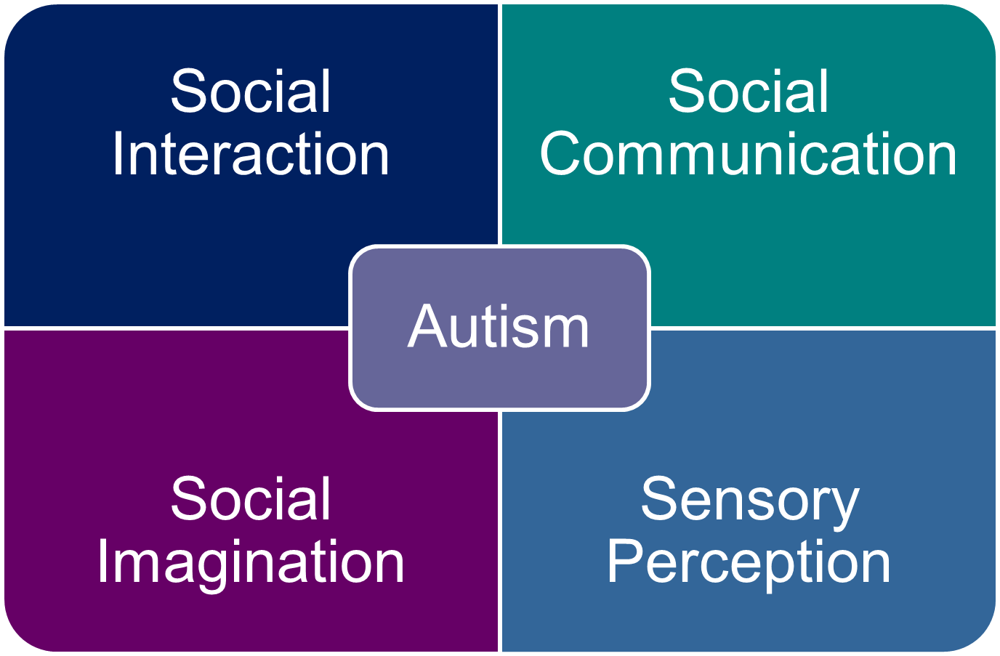 Social
Interaction
Social
Communication
Autism
Social
Imagination
Sensory
Perception